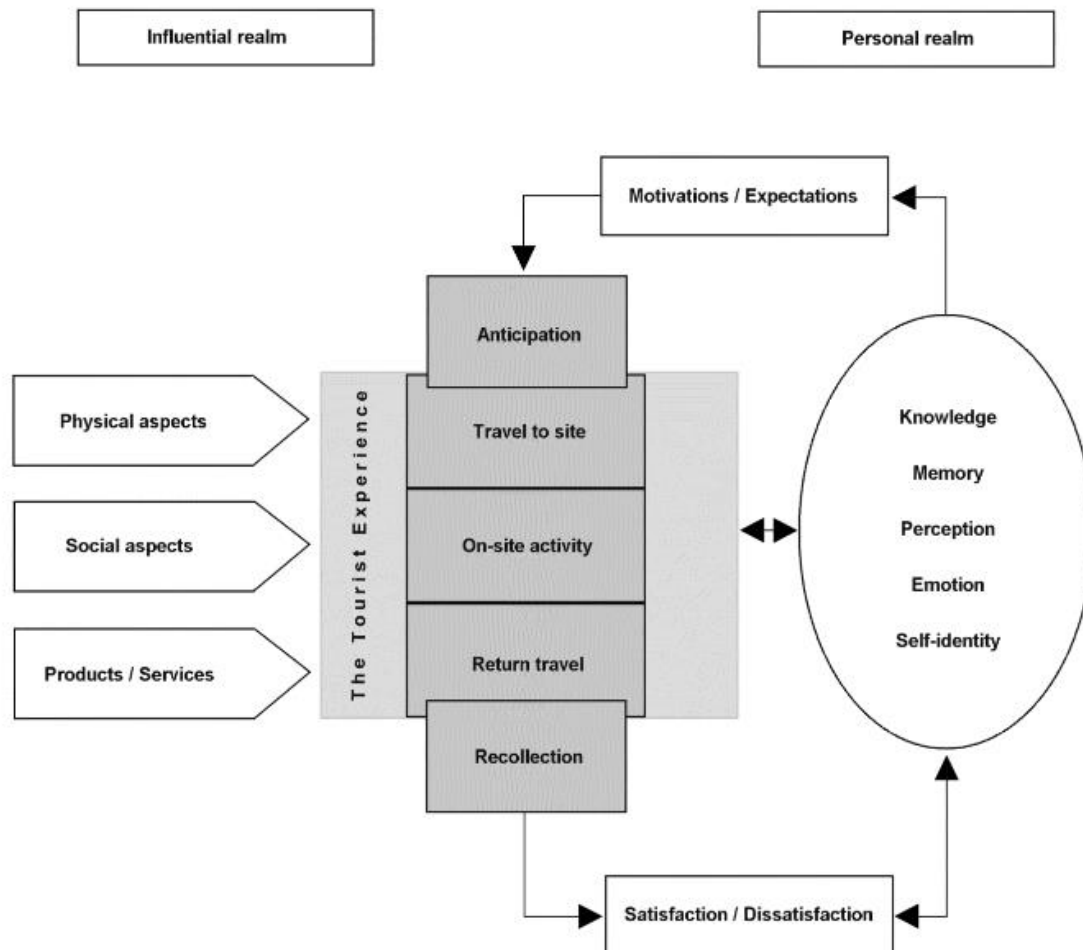 Influential realm
Personal realm
Motivations / Expectations
Anticipation
Physical aspects
Social aspects
Products / Services
The Tourist Experience
Travel to site
On-site activity
Return travel
Recollection
Knowledge
Memory
Perception
Emotion
Self-identity
Satisfaction / Dissatisfaction